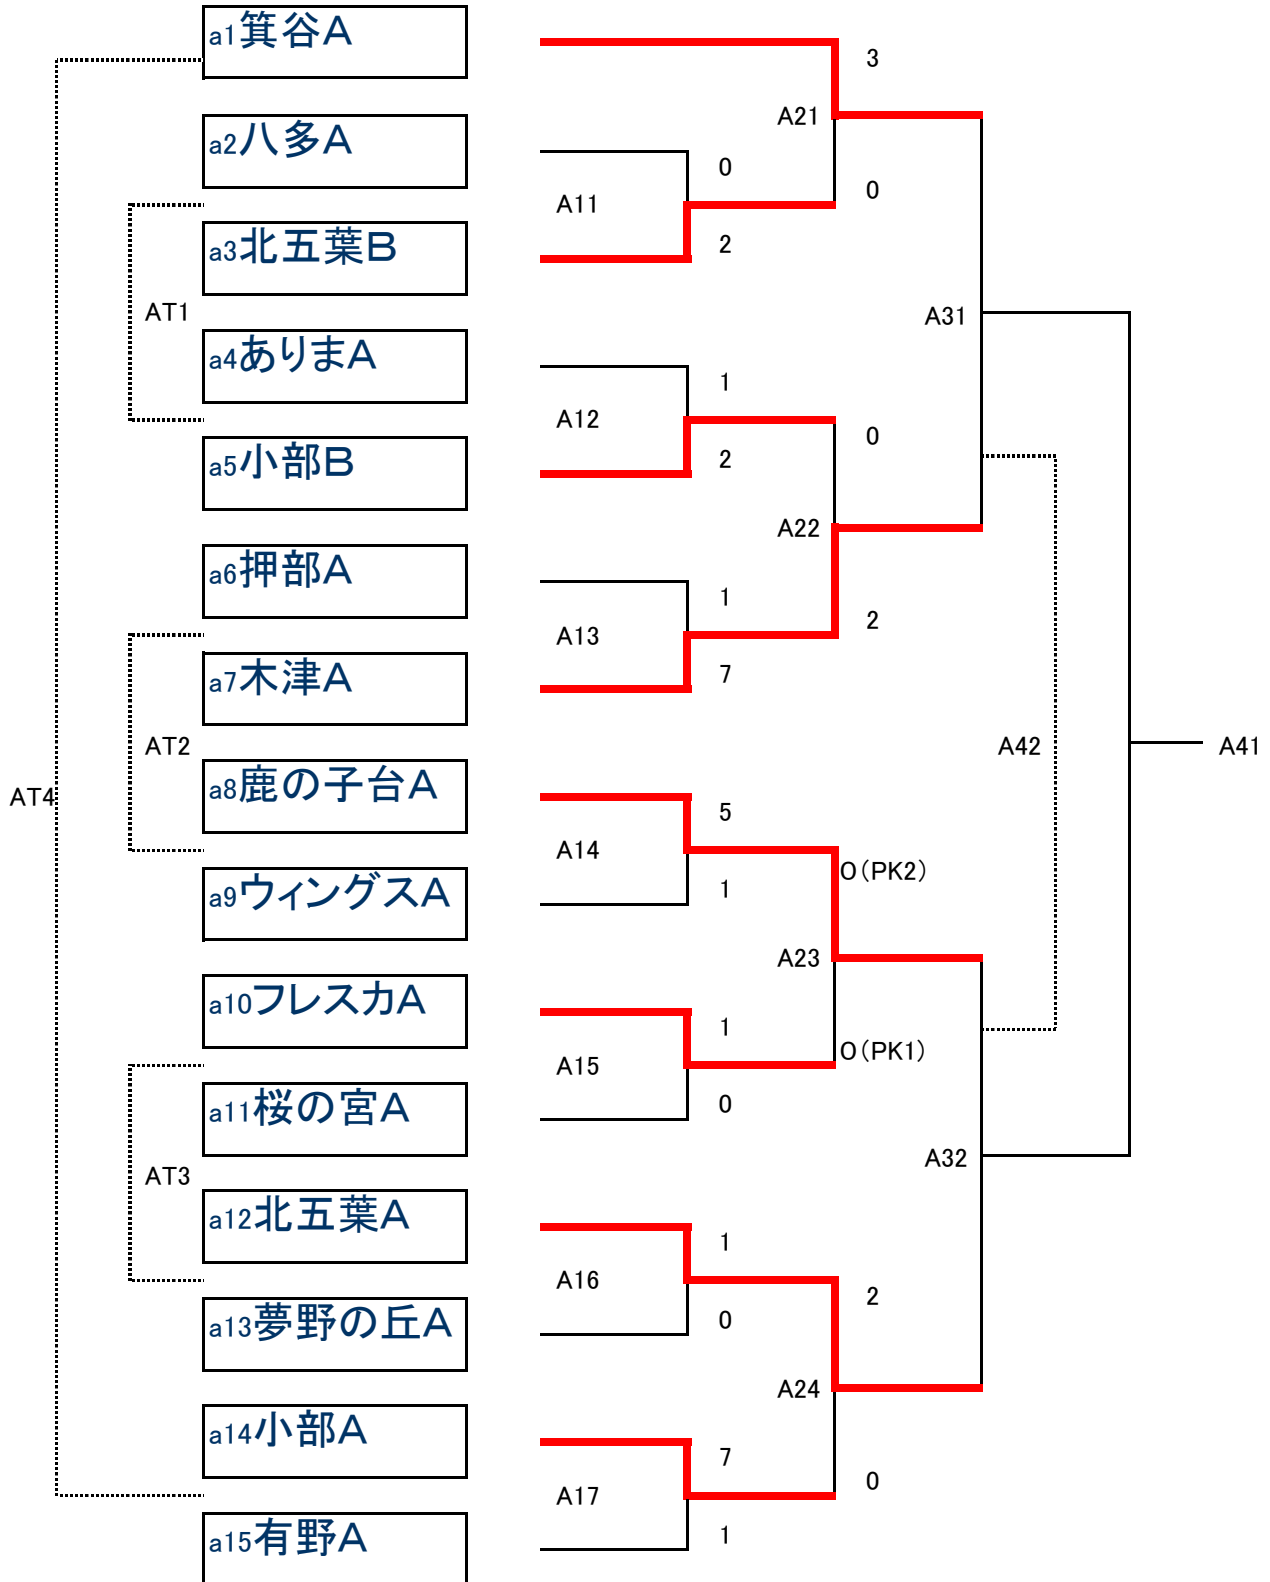 a1箕谷A
3
A21
a2八多A
0
A11
0
a3北五葉B
2
AT1
A31
a4ありまA
1
A12
0
a5小部B
2
A22
a6押部A
1
2
A13
a7木津A
7
AT2
A42
A41
a8鹿の子台A
AT4
5
A14
0(PK2)
a9ウィングスA
1
A23
a10フレスカA
1
0(PK1)
A15
a11桜の宮A
0
AT3
A32
a12北五葉A
1
A16
2
a13夢野の丘A
0
A24
a14小部A
7
0
A17
a15有野A
1